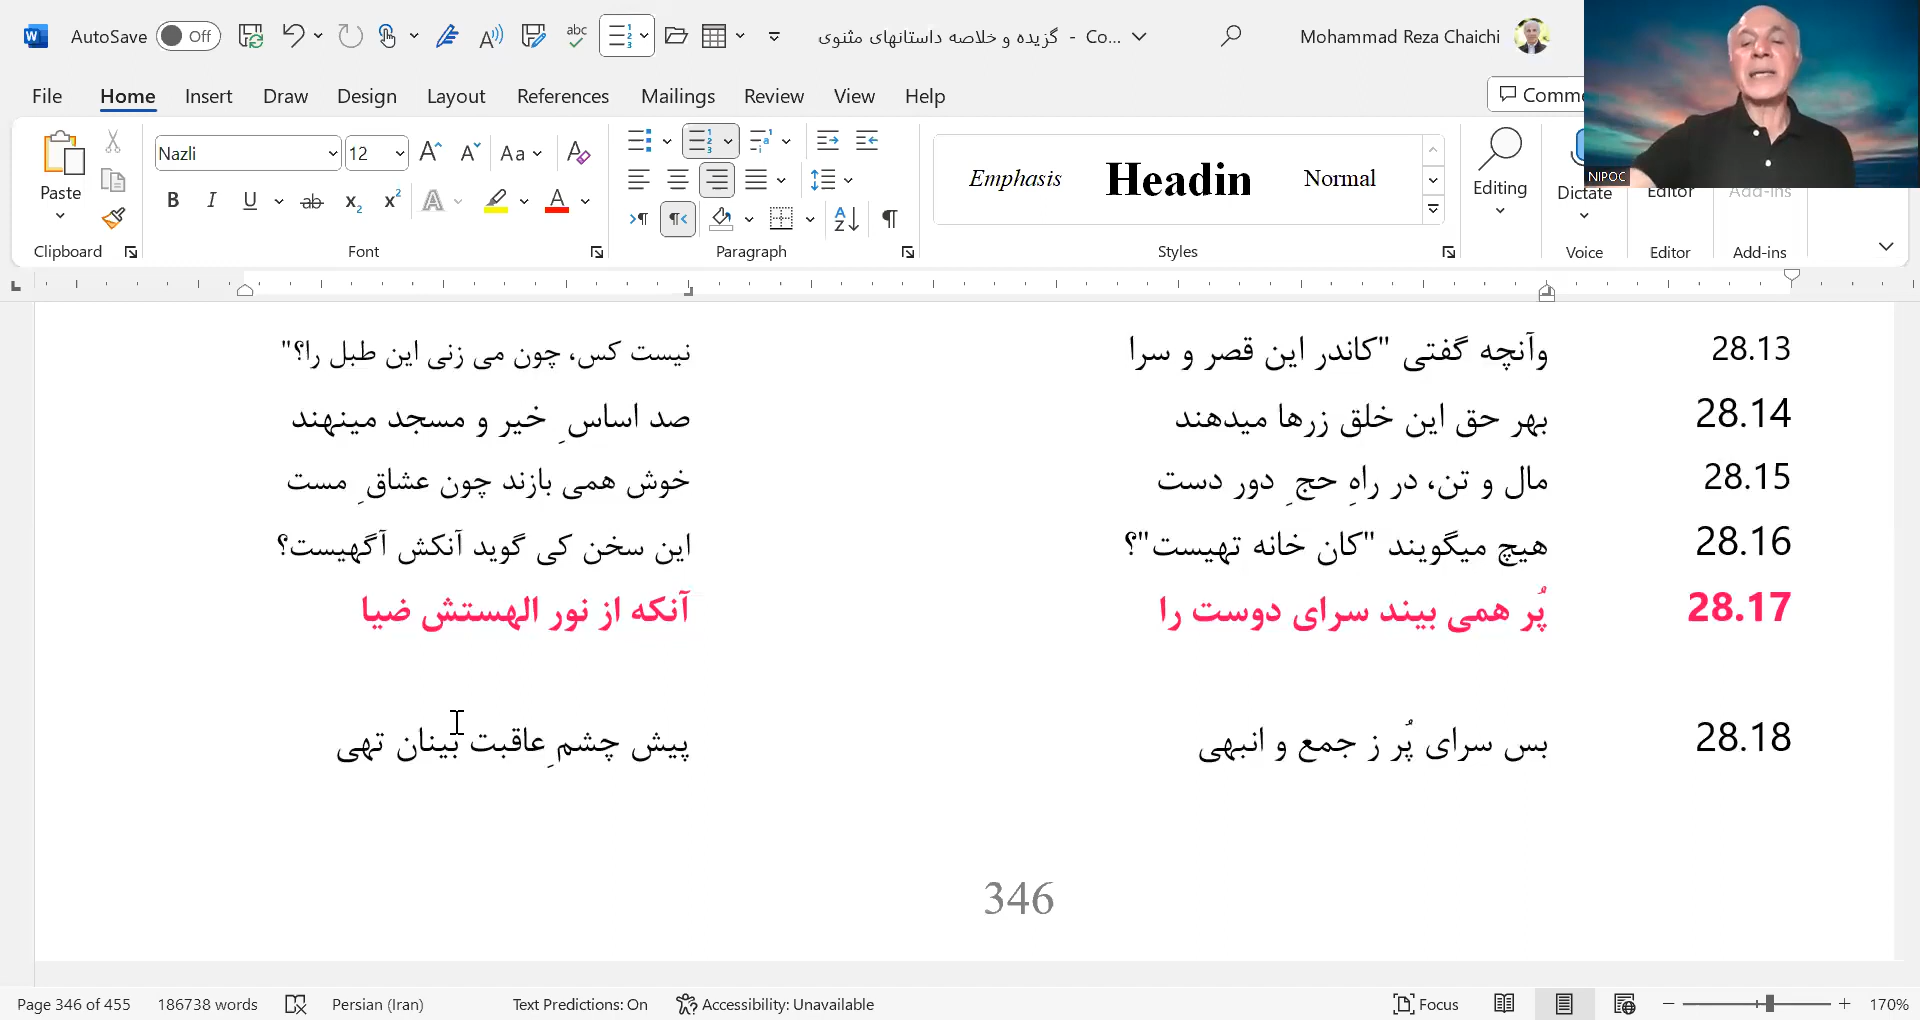 AutoSave Off abc گزیده و خلاصه داستانهای مثنوی - Co... Mohammad Reza Chaichi
File Home Insert Draw Design Layout References Mailings Review View Help Comme
Paste Nazli 12 Emphasis Headin Normal Editing Dictate Editor Add-ins
NIPOC
Clipboard Font Paragraph Styles Voice Editor Add-ins
28.13 وآنچه گفتی "کاندر این قصر و سرا نیست کس، چون می زنی این طبل را؟"
28.14 بهر حق این خلق زرها میدهند صد اساسِ خیر و مسجد مینهند
28.15 مال و تن، در راهِ حجِ دور دست خوش همی بازند چون عشاقِ مست
28.16 هیچ میگویند "کان خانه تهیست"؟ این سخن کی گوید آنکش آگهیست؟
28.17 پُر همی بیند سرای دوست را آنکه از نور الهستش ضیا
28.18 بس سرای پُر ز جمع و انبهی پیش چشمِ عاقبت بینان تهی
346
Page 346 of 455 186738 words Persian (Iran) Text Predictions: On Accessibility: Unavailable Focus 170%